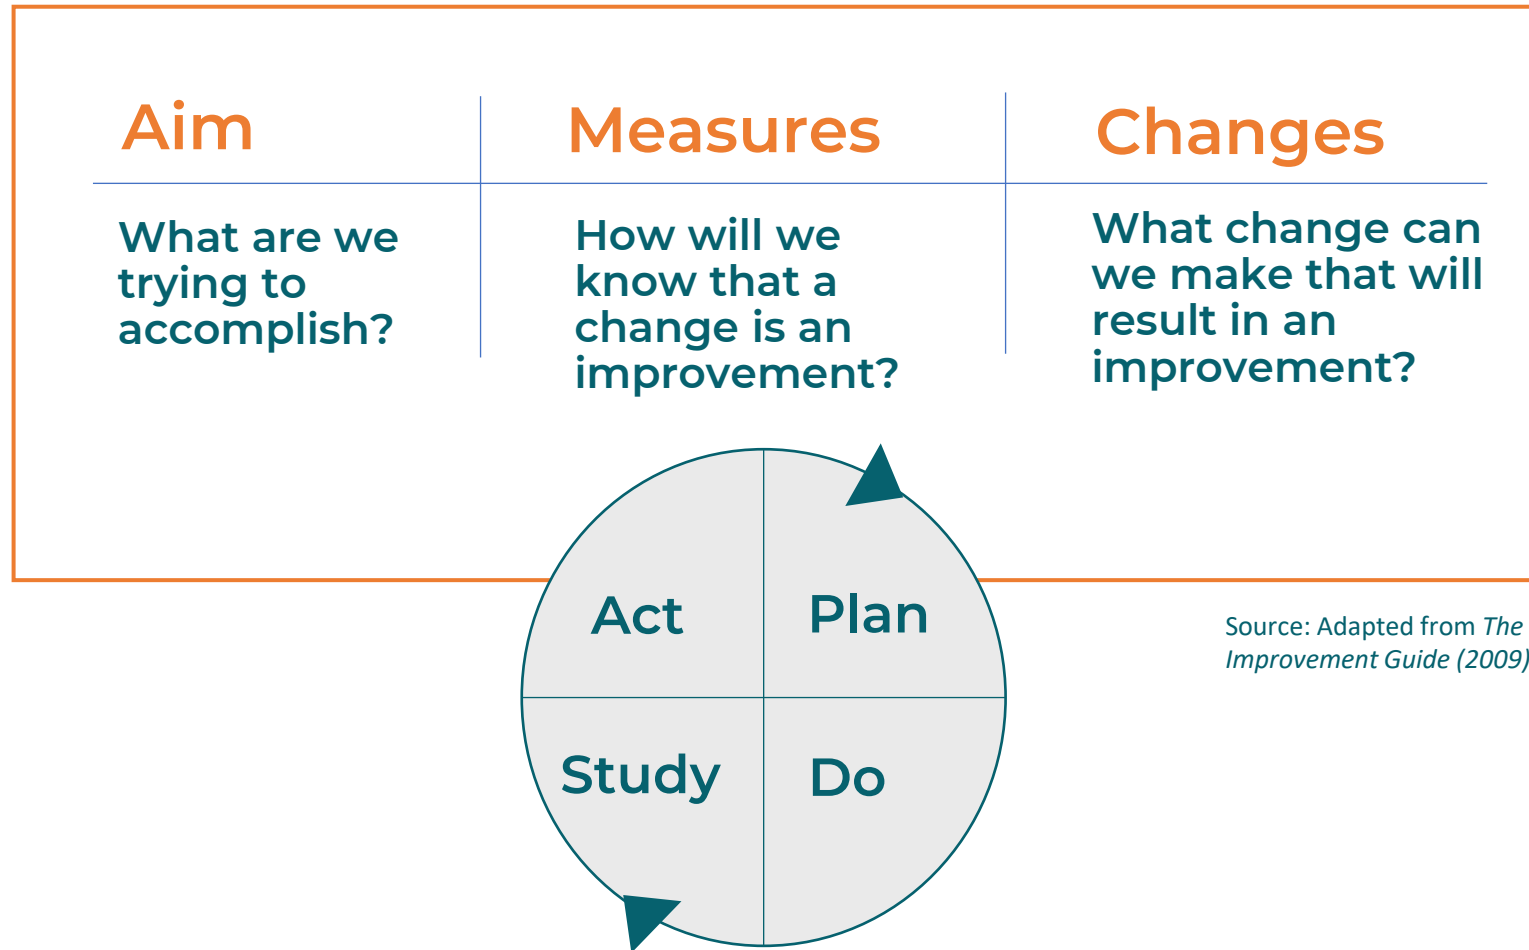 Aim
Measures
Changes
What are we
trying to
accomplish?
How will we
know that a
change is an
improvement?
What change can
we make that will
result in an
improvement?
Act
Plan
Study
Do
Source: Adapted from The
Improvement Guide (2009)